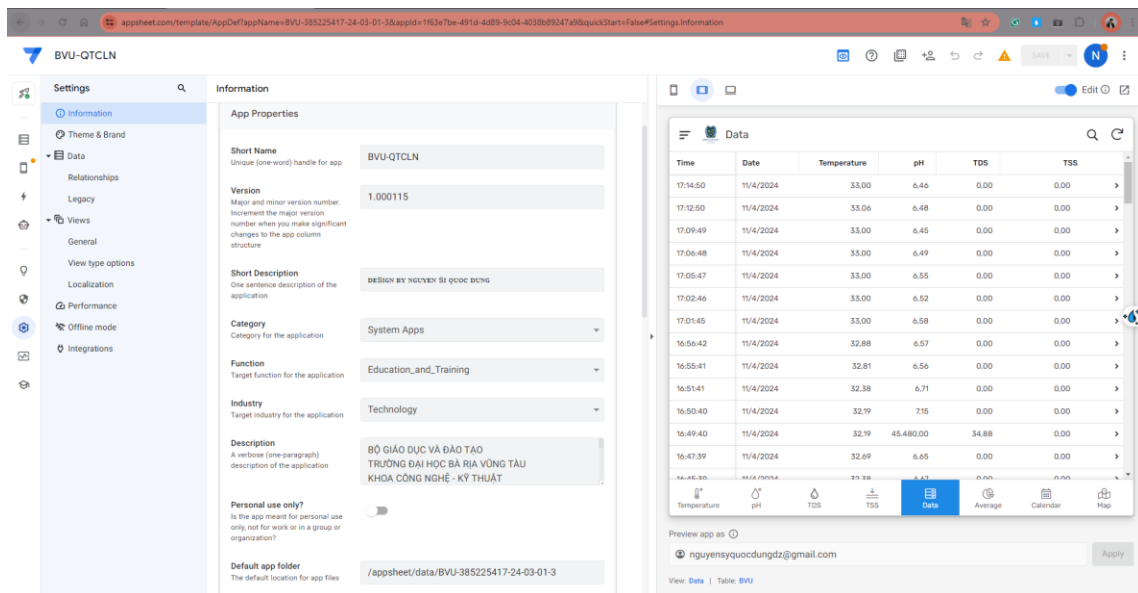 appsheet.com/template/AppDef?appName=BVU-385225417-24-03-01-3&appId=1f63e7be-491d-4d89-9c04-4038b89247a9&quickStart=False#Settings.Information
BVU-QTCLN
SAVE
N
Settings
Information
Theme & Brand
Data
Relationships
Legacy
Views
General
View type options
Localization
Performance
Offline mode
Integrations
Information
App Properties
Short Name
Unique (one-word) handle for app
BVU-QTCLN
Version
Major and minor version number.
Increment the major version
number when you make significant
changes to the app column
structure
1.000115
Short Description
One sentence description of the
application
DESIGN BY NGUYEN SI QUOC DUNG
Category
Category for the application
System Apps
Function
Target function for the application
Education_and_Training
Industry
Target industry for the application
Technology
Description
A verbose (one-paragraph)
description of the application
BỘ GIÁO DỤC VÀ ĐÀO TẠO
TRƯỜNG ĐẠI HỌC BÀ RỊA VŨNG TÀU
KHOA CÔNG NGHỆ - KỸ THUẬT
Personal use only?
Is the app meant for personal use
only, not for work or in a group or
organization?
Default app folder
The default location for app files
/appsheet/data/BVU-385225417-24-03-01-3
Edit
Data
Time Date Temperature pH TDS TSS
17:14:50 11/4/2024 33,00 6,46 0,00 0,00
17:12:50 11/4/2024 33,06 6,48 0,00 0,00
17:09:49 11/4/2024 33,00 6,45 0,00 0,00
17:06:48 11/4/2024 33,00 6,49 0,00 0,00
17:05:47 11/4/2024 33,00 6,55 0,00 0,00
17:02:46 11/4/2024 33,00 6,52 0,00 0,00
17:01:45 11/4/2024 33,00 6,58 0,00 0,00
16:56:42 11/4/2024 32,88 6,57 0,00 0,00
16:55:41 11/4/2024 32,81 6,56 0,00 0,00
16:51:41 11/4/2024 32,38 6,71 0,00 0,00
16:50:40 11/4/2024 32,19 7,15 0,00 0,00
16:49:40 11/4/2024 32,19 45.480,00 34,88 0,00
16:47:39 11/4/2024 32,69 6,65 0,00 0,00
16:45:39 11/4/2024 32,38 6,67 0,00 0,00
Temperature pH TDS TSS Data Average Calendar Map
Preview app as
nguyensyquocdungdz@gmail.com
Apply
View: Data | Table: BVU